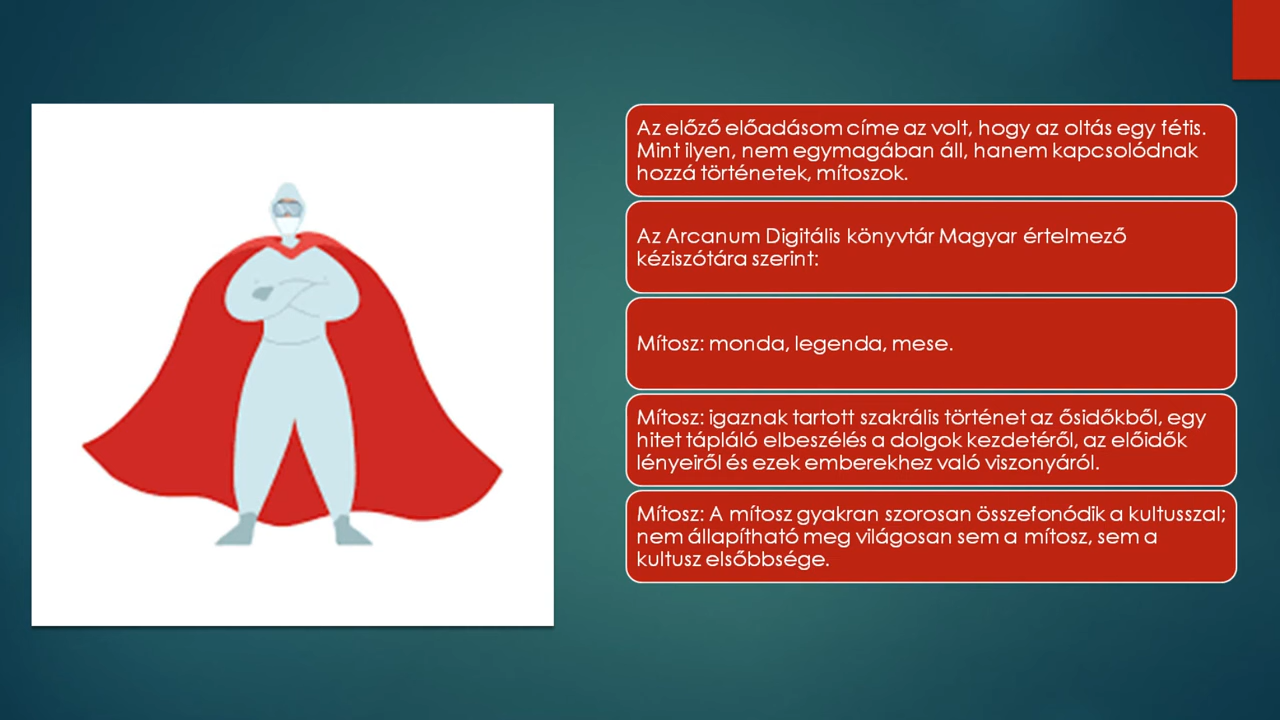 Az előző előadásom címe az volt, hogy az oltás egy fétis.
Mint ilyen, nem egymagában áll, hanem kapcsolódnak
hozzá történetek, mítoszok.
Az Arcanum Digitális könyvtár Magyar értelmező
kéziszótára szerint:
Mítosz: monda, legenda, mese.
Mítosz: igaznak tartott szakrális történet az ősidőkből, egy
hitet tápláló elbeszélés a dolgok kezdetéről, az előidők
lényeiről és ezek emberekhez való viszonyáról.
Mítosz: A mítosz gyakran szorosan összefonódik a kultusszal;
nem állapítható meg világosan sem a mítosz, sem a
kultusz elsőbbsége.